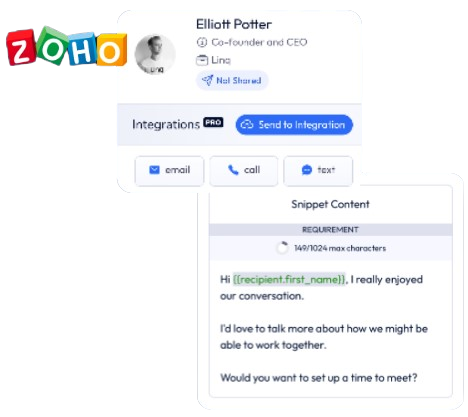 ZOHO
Elliott Potter
Co-founder and CEO
Linq
Linq
Not Shared
Integrations PRO
Send to Integration
email
call
text
Snippet Content
REQUIREMENT
149/1024 max characters
Hi {{recipient.first_name}}, I really enjoyed
our conversation.
I'd love to talk more about how we might be
able to work together.
Would you want to set up a time to meet?